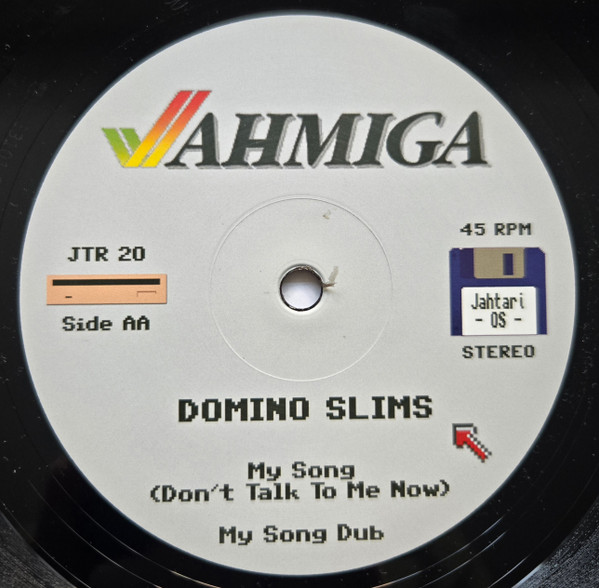 AHMIGA
JTR 20
Side AA
45 RPM
Jahtari
- OS -
STEREO
DOMINO SLIMS
My Song
(Don't Talk To Me Now)
My Song Dub